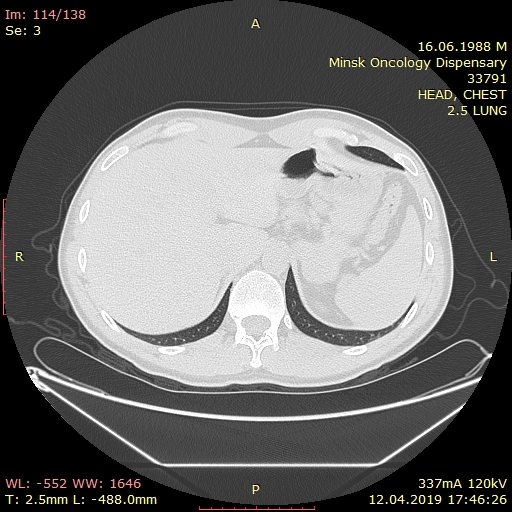 Im: 114/138
Se: 3
A
16.06.1988 M
Minsk Oncology Dispensary
33791
HEAD, CHEST
2.5 LUNG
R
L
WL: -552 WW: 1646
T: 2.5mm L: -488.0mm
P
337mA 120kV
12.04.2019 17:46:26